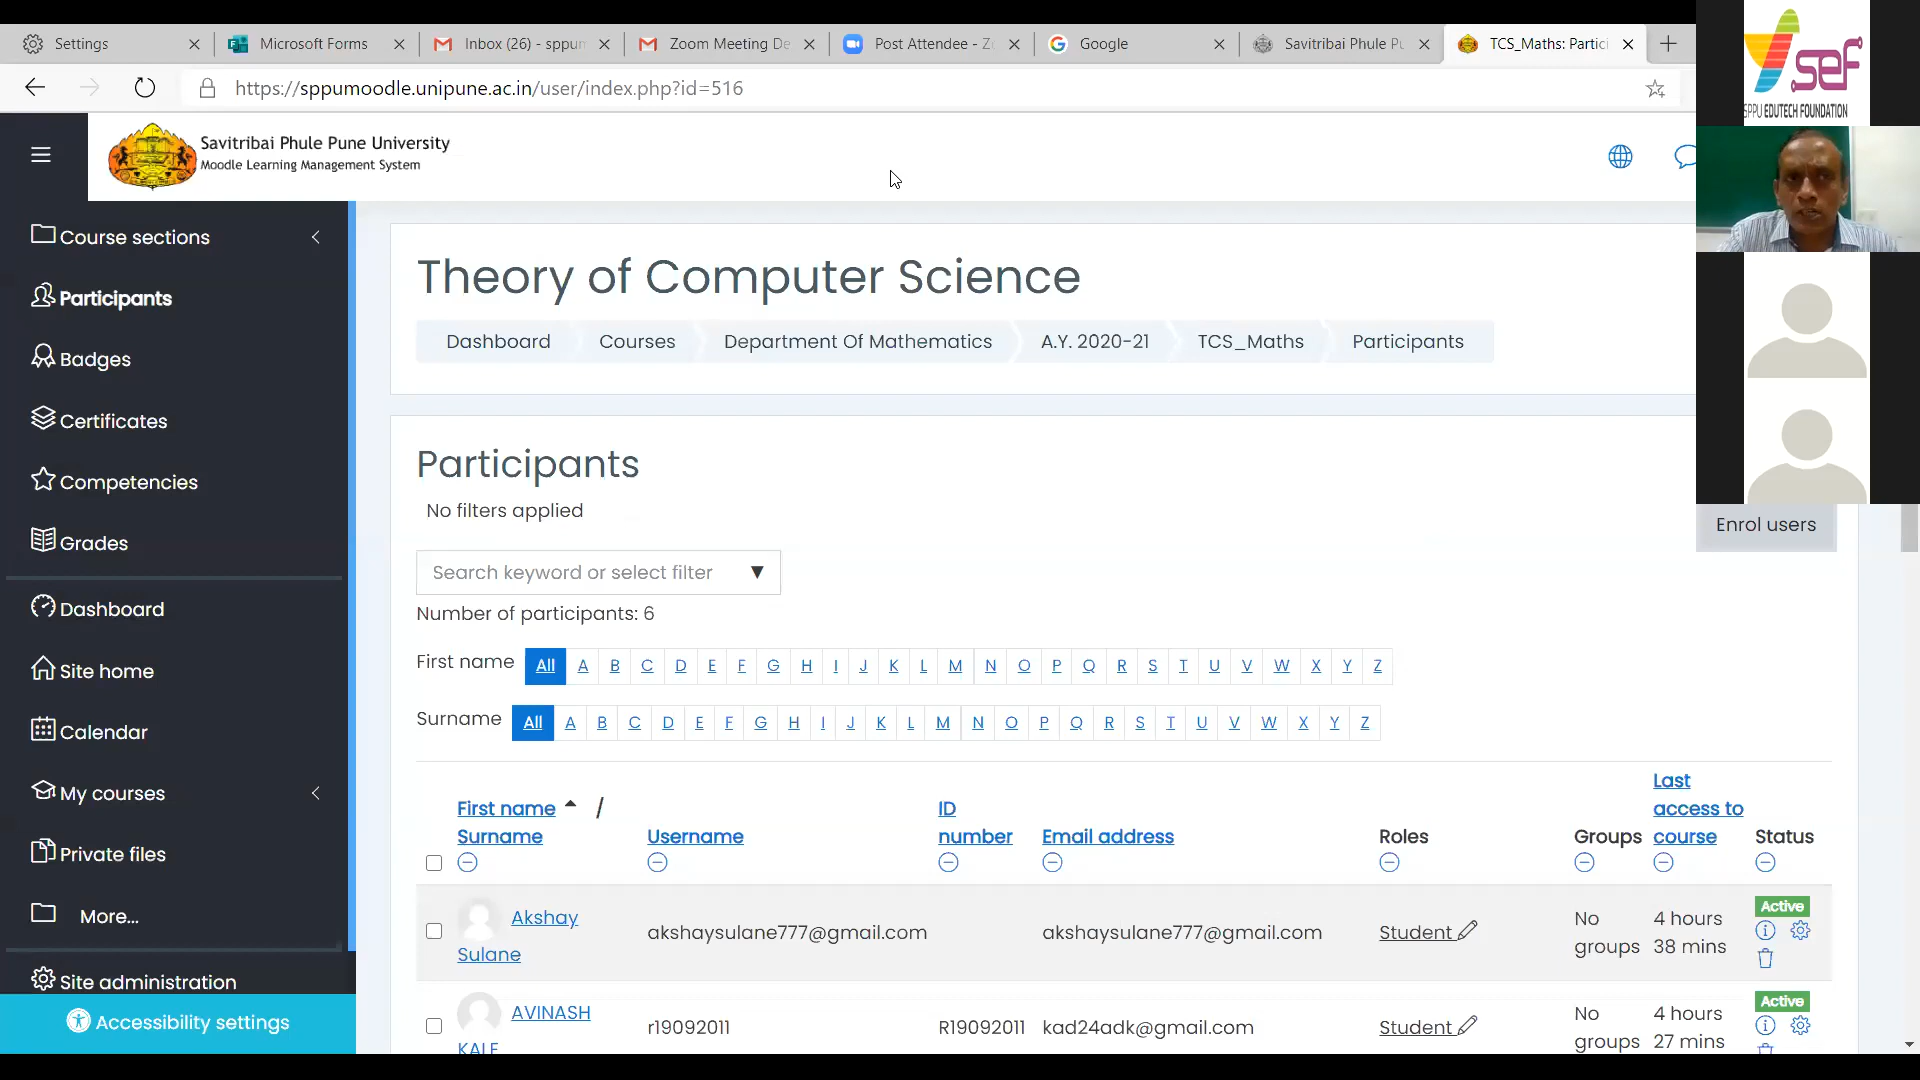 Settings
Microsoft Forms
Inbox (26) - sppum
Zoom Meeting De
Post Attendee - Zo
Google
Savitribai Phule Pu
TCS_Maths: Partici
https://sppumoodle.unipune.ac.in/user/index.php?id=516
sef
SPPU EDUTECH FOUNDATION
Savitribai Phule Pune University
Moodle Learning Management System
Course sections
Participants
Badges
Certificates
Competencies
Grades
Dashboard
Site home
Calendar
My courses
Private files
More...
Site administration
Accessibility settings
Theory of Computer Science
Dashboard Courses Department Of Mathematics A.Y. 2020-21 TCS_Maths Participants
Participants
No filters applied
Enrol users
Search keyword or select filter ▼
Number of participants: 6
First name All A B C D E F G H I J K L M N O P Q R S T U V W X Y Z
Surname All A B C D E F G H I J K L M N O P Q R S T U V W X Y Z
First name / Surname
Username
ID number
Email address
Roles
Groups
Last access to course
Status
Akshay Sulane akshaysulane777@gmail.com akshaysulane777@gmail.com Student No groups 4 hours 38 mins Active
AVINASH KALE r19092011 R19092011 kad24adk@gmail.com Student No groups 4 hours 27 mins Active